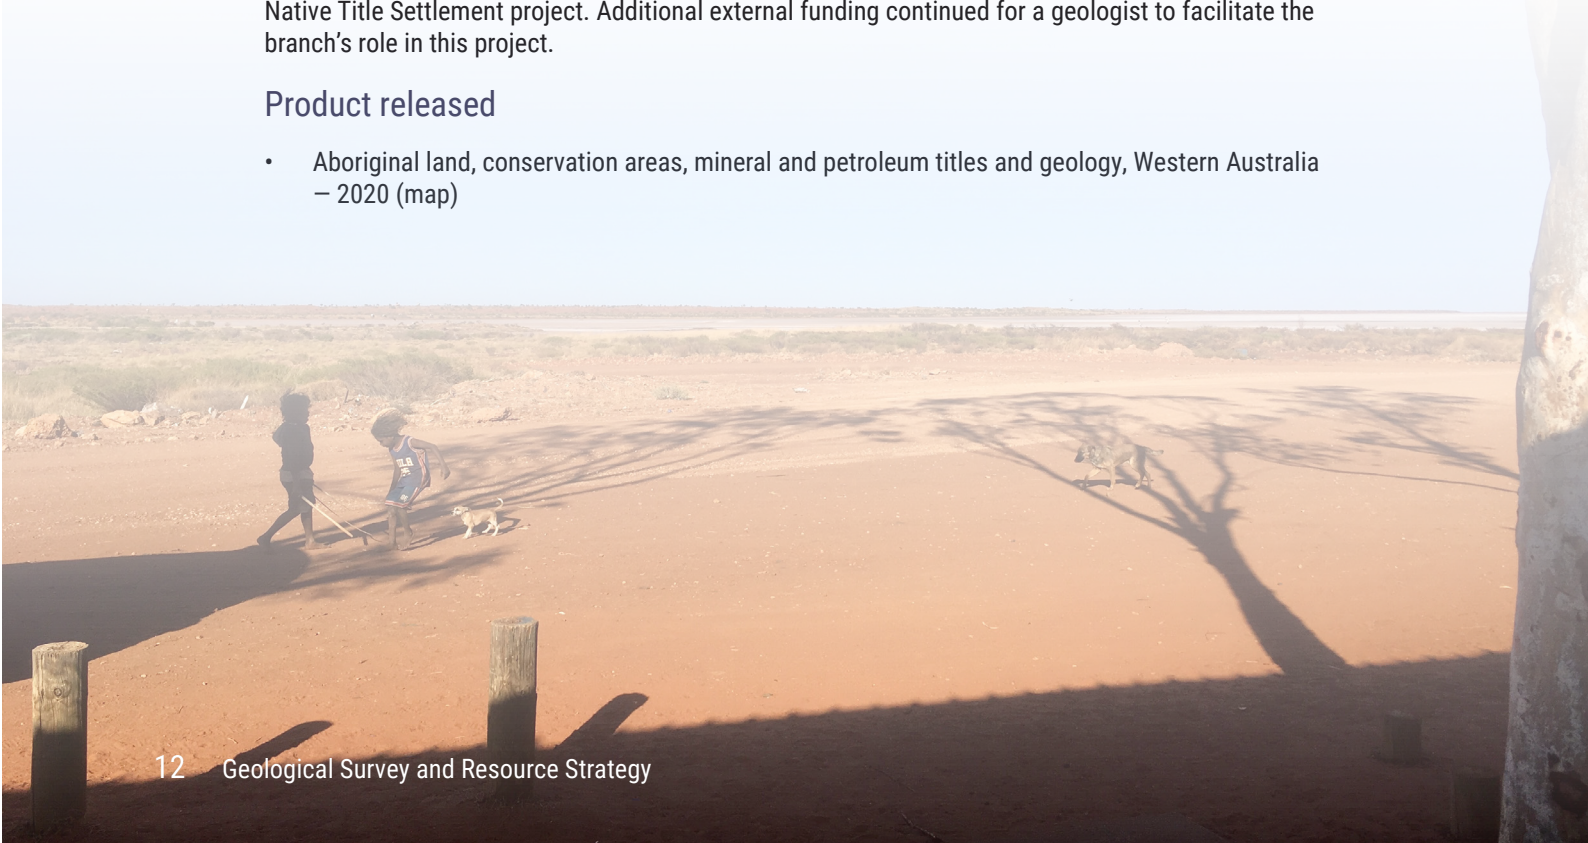 Native Title Settlement project. Additional external funding continued for a geologist to facilitate the
branch’s role in this project.
Product released
• Aboriginal land, conservation areas, mineral and petroleum titles and geology, Western Australia
— 2020 (map)
12 Geological Survey and Resource Strategy